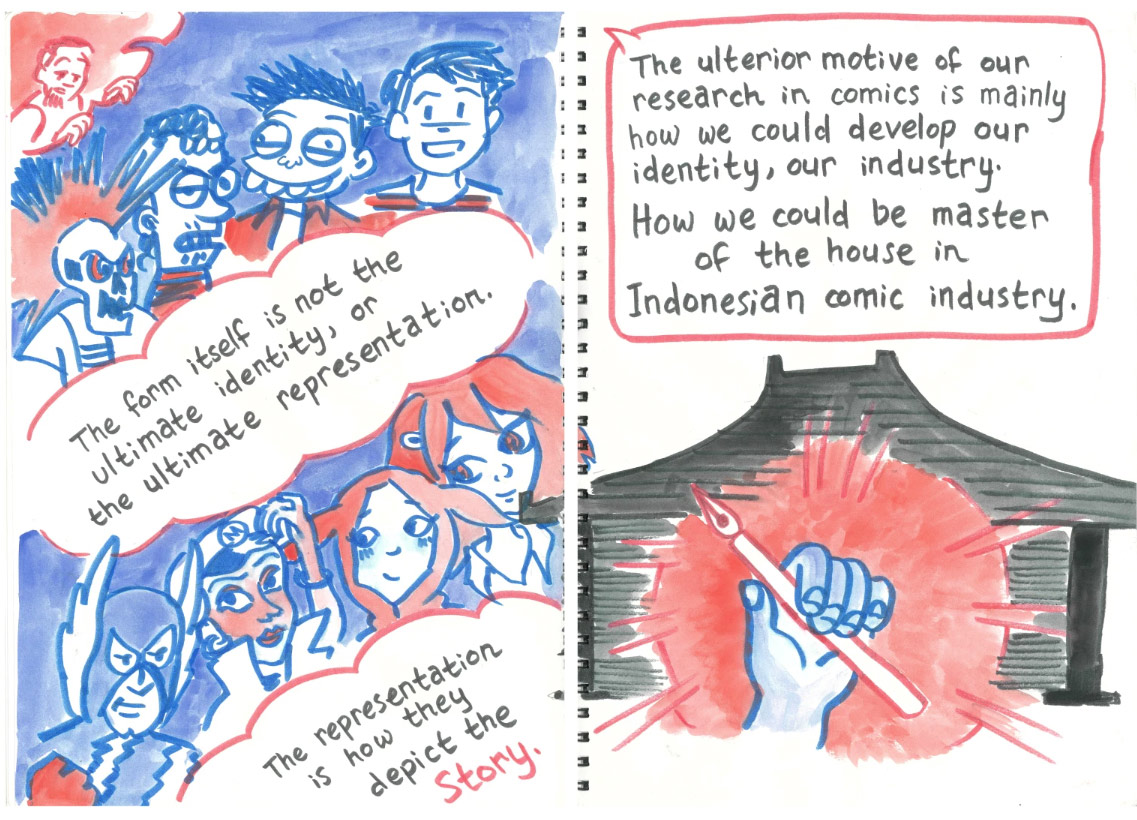 The form itself is not the
ultimate identity, or
the ultimate representation.
The representation
is how they
depict the
Story.
The ulterior motive of our
research in comics is mainly
how we could develop our
identity, our industry.
How we could be master
of the house in
Indonesian comic industry.